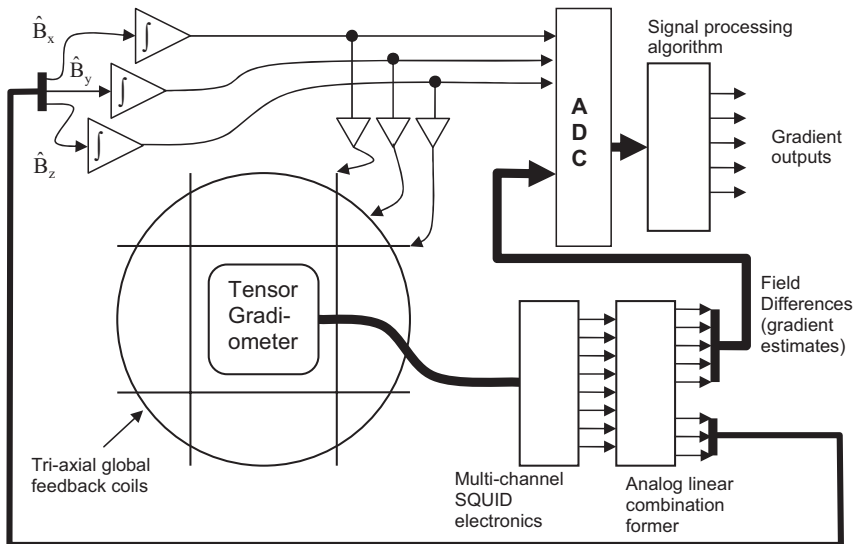 B̂x
∫
Signal processing
algorithm
B̂y
∫
A
D
C
B̂z
∫
Gradient
outputs
Tensor
Gradi-
ometer
Field
Differences
(gradient
estimates)
Tri-axial global
feedback coils
Multi-channel
SQUID
electronics
Analog linear
combination
former